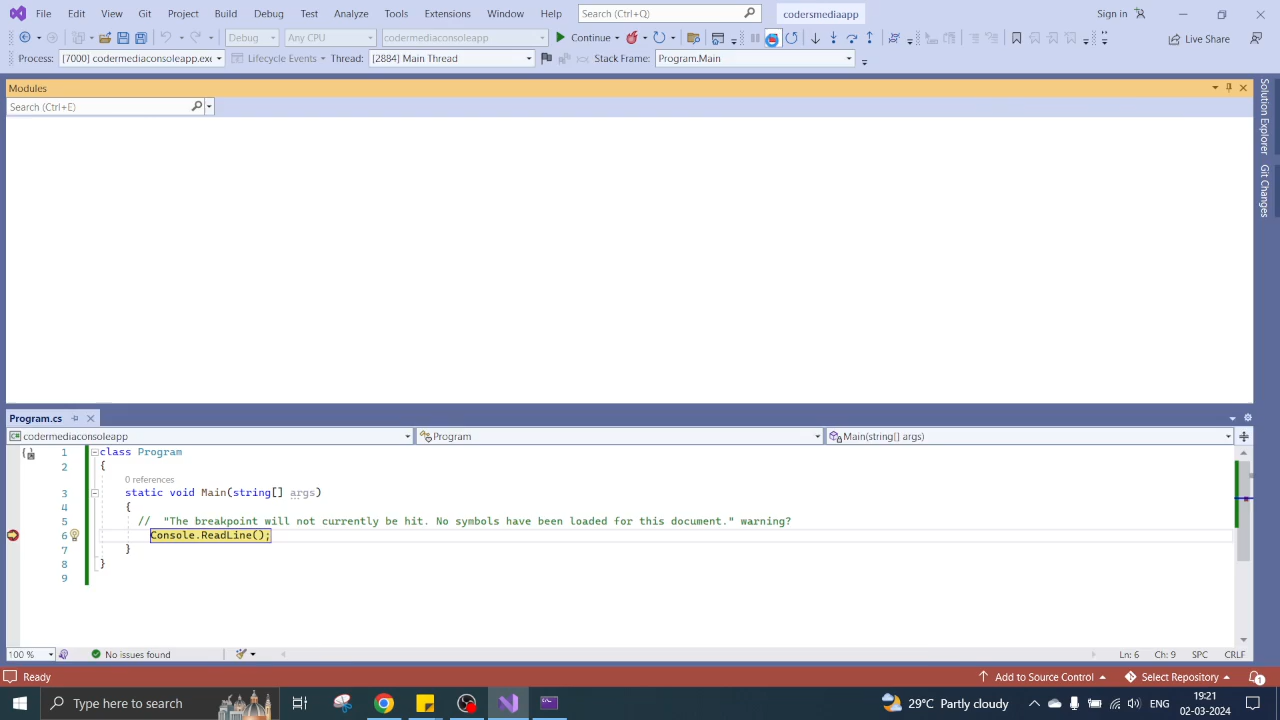 File Edit View Git Project Build Debug Test Analyze Tools Extensions Window Help Search (Ctrl+Q) codersmediaapp Sign in
Debug Any CPU codermediaconsoleapp Continue Live Share
Process: [7000] codermediaconsoleapp.exe Lifecycle Events Thread: [2884] Main Thread Stack Frame: Program.Main
Modules
Search (Ctrl+E)
Solution Explorer
Git Changes
Program.cs
codermediaconsoleapp Program Main(string[] args)
1 class Program
2 {
0 references
3 static void Main(string[] args)
4 {
5 // "The breakpoint will not currently be hit. No symbols have been loaded for this document." warning?
6 Console.ReadLine();
7 }
8 }
9
100 % No issues found Ln: 6 Ch: 9 SPC CRLF
Ready Add to Source Control Select Repository 1
Type here to search 29°C Partly cloudy ENG 19:21
02-03-2024